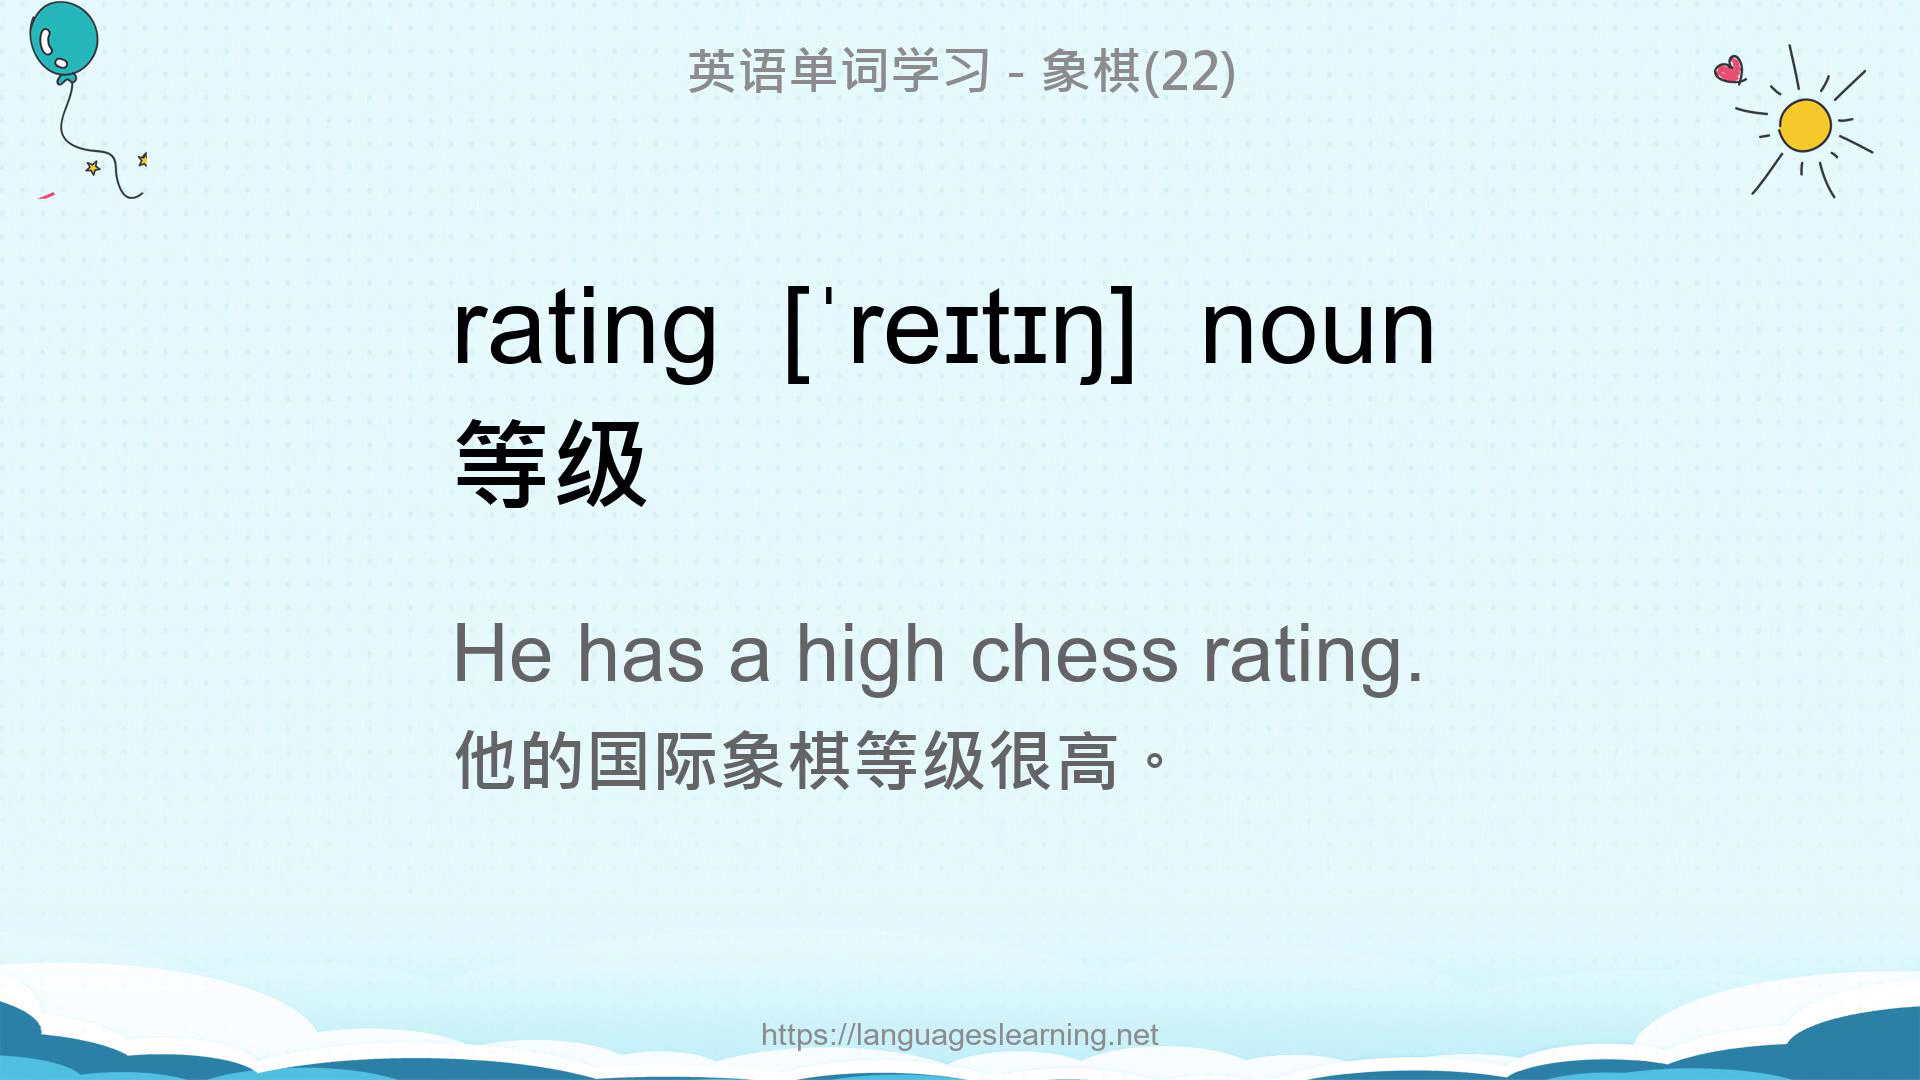 英语单词学习 - 象棋(22)
rating [ˈreɪtɪŋ] noun
等级
He has a high chess rating.
他的国际象棋等级很高。
https://languageslearning.net